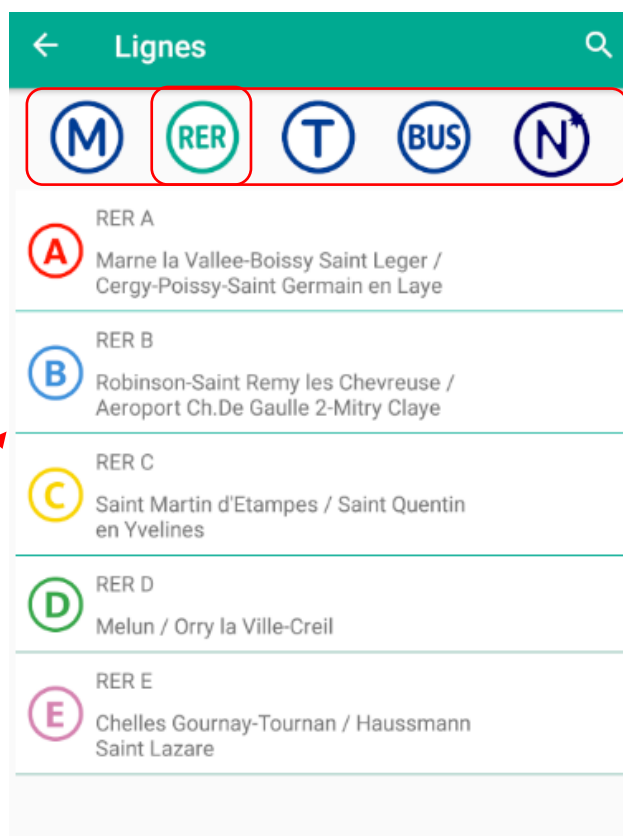 Lignes
M RER T BUS N
RER A
A
Marne la Vallee-Boissy Saint Leger /
Cergy-Poissy-Saint Germain en Laye
RER B
B
Robinson-Saint Remy les Chevreuse /
Aeroport Ch.De Gaulle 2-Mitry Claye
RER C
C
Saint Martin d'Etampes / Saint Quentin
en Yvelines
RER D
D
Melun / Orry la Ville-Creil
RER E
E
Chelles Gournay-Tournan / Haussmann
Saint Lazare